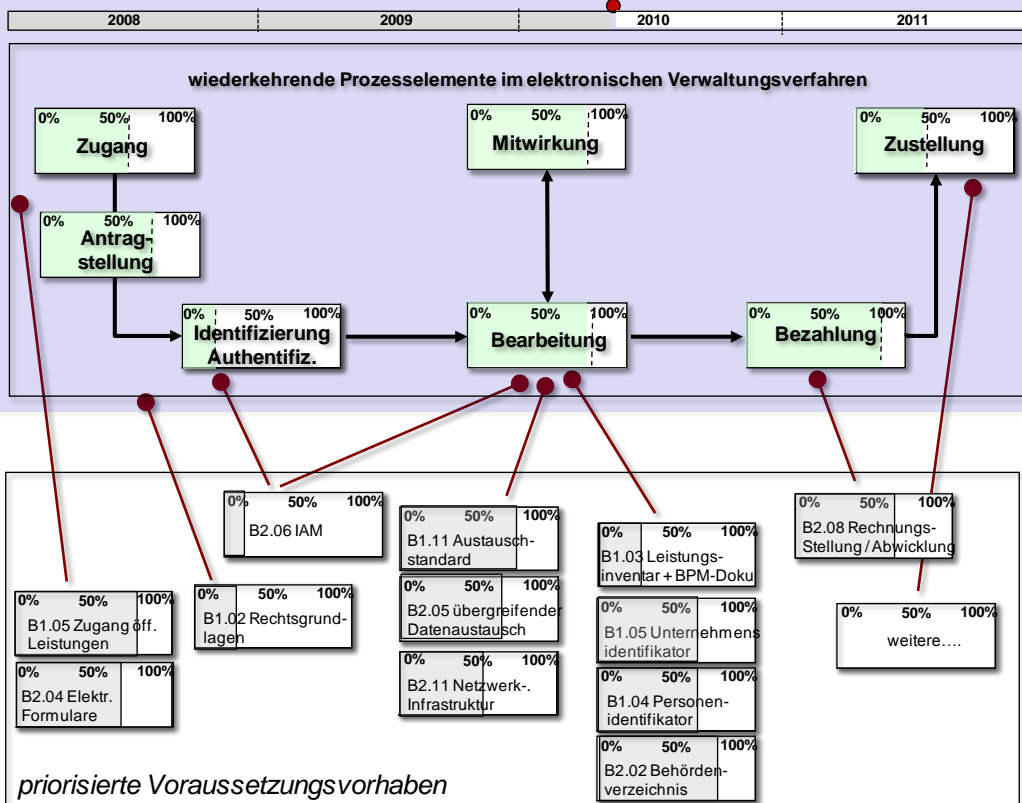 2008 2009 2010 2011
wiederkehrende Prozesselemente im elektronischen Verwaltungsverfahren
0% 50% 100%
Zugang
0% 50% 100%
Mitwirkung
0% 50% 100%
Zustellung
0% 50% 100%
Antrag-
stellung
0% 50% 100%
Identifizierung
Authentifiz.
0% 50% 100%
Bearbeitung
0% 50% 100%
Bezahlung
0% 50% 100%
B2.06 IAM
0% 50% 100%
B1.11 Austausch-
standard
0% 50% 100%
B1.03 Leistungs-
inventar + BPM-Doku
0% 50% 100%
B2.08 Rechnungs-
Stellung / Abwicklung
0% 50% 100%
B1.05 Zugang öff.
Leistungen
0% 50% 100%
B1.02 Rechtsgrund-
lagen
0% 50% 100%
B2.05 übergreifender
Datenaustausch
0% 50% 100%
B1.05 Unternehmens
identifikator
0% 50% 100%
weitere....
0% 50% 100%
B2.04 Elektr.
Formulare
0% 50% 100%
B2.11 Netzwerk-.
Infrastruktur
0% 50% 100%
B1.04 Personen-
identifikator
0% 50% 100%
B2.02 Behörden-
verzeichnis
priorisierte Voraussetzungsvorhaben